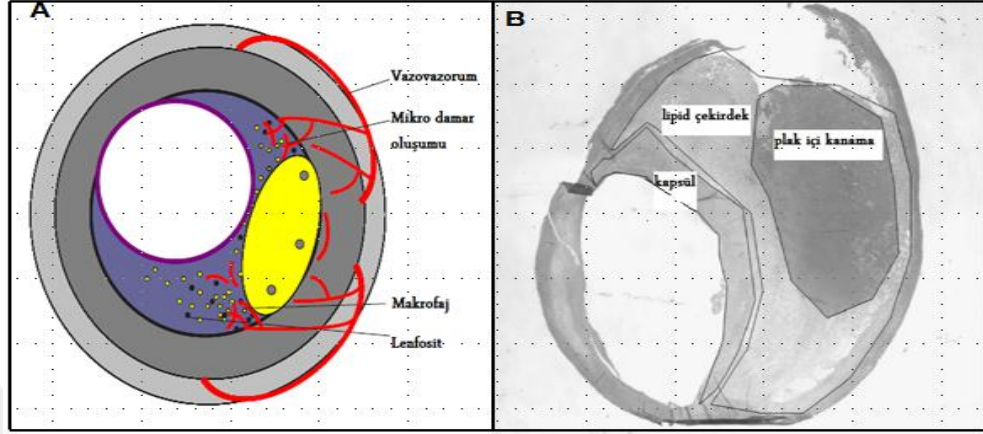 A
Vazovazorum
Mikro damar
oluşumu
Makrofaj
Lenfosit
B
lipid çekirdek
plak içi kanama
kapsül